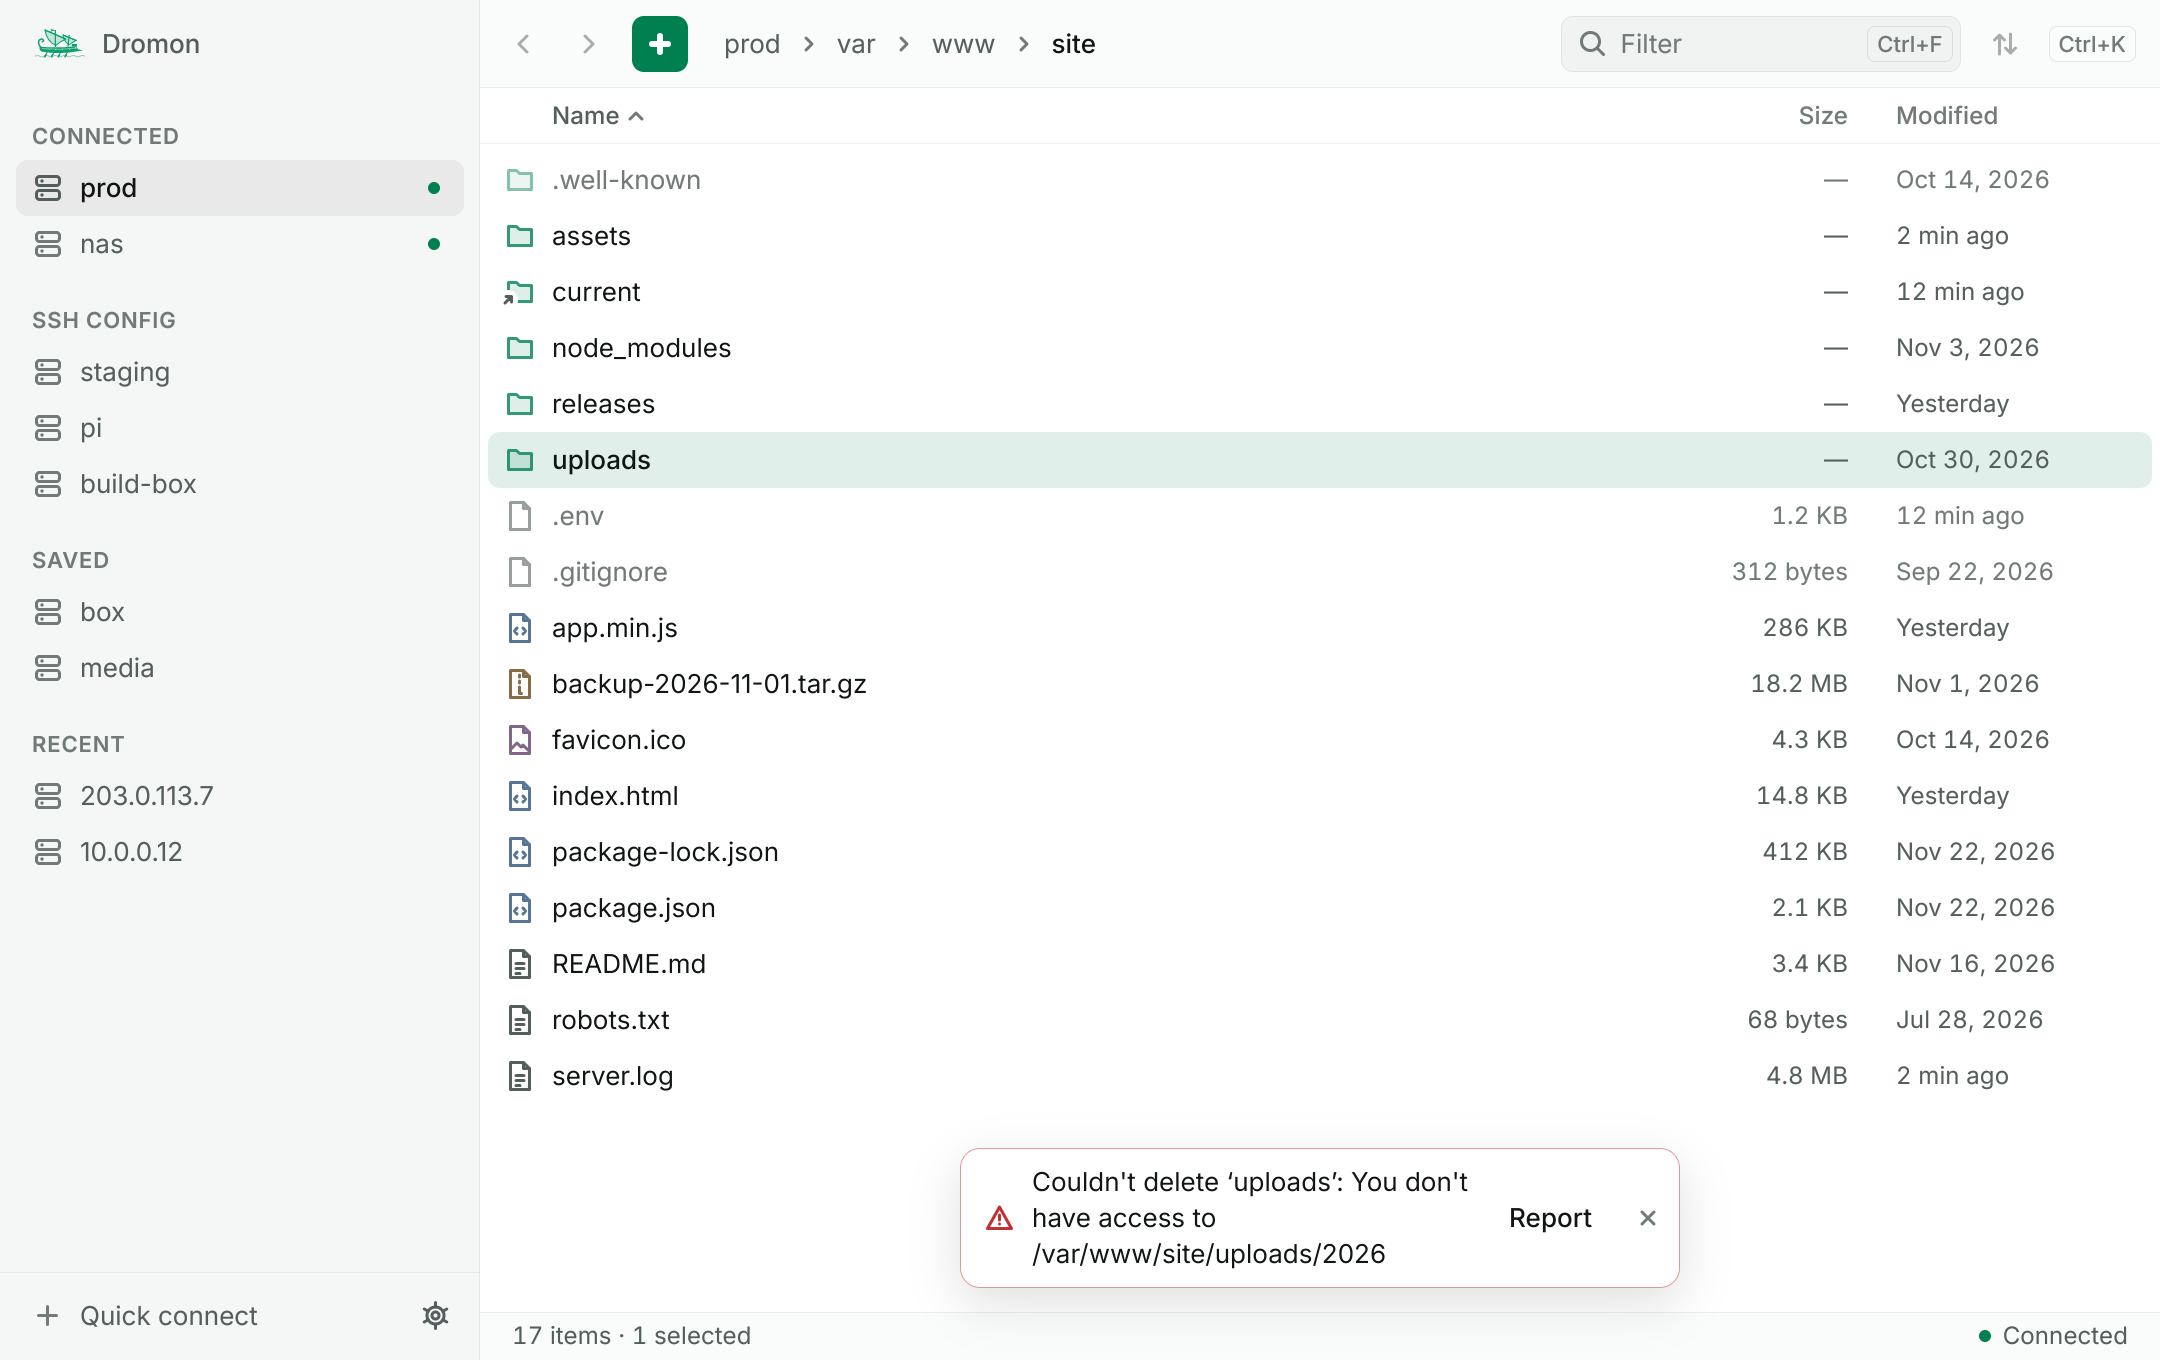 Dromon
CONNECTED
prod
nas
SSH CONFIG
staging
pi
build-box
SAVED
box
media
RECENT
203.0.113.7
10.0.0.12
Quick connect
prod > var > www > site
Filter Ctrl+F
Ctrl+K
Name Size Modified
.well-known — Oct 14, 2026
assets — 2 min ago
current — 12 min ago
node_modules — Nov 3, 2026
releases — Yesterday
uploads — Oct 30, 2026
.env 1.2 KB 12 min ago
.gitignore 312 bytes Sep 22, 2026
app.min.js 286 KB Yesterday
backup-2026-11-01.tar.gz 18.2 MB Nov 1, 2026
favicon.ico 4.3 KB Oct 14, 2026
index.html 14.8 KB Yesterday
package-lock.json 412 KB Nov 22, 2026
package.json 2.1 KB Nov 22, 2026
README.md 3.4 KB Nov 16, 2026
robots.txt 68 bytes Jul 28, 2026
server.log 4.8 MB 2 min ago
Couldn't delete ‘uploads’: You don't
have access to
/var/www/site/uploads/2026
Report
17 items · 1 selected
Connected